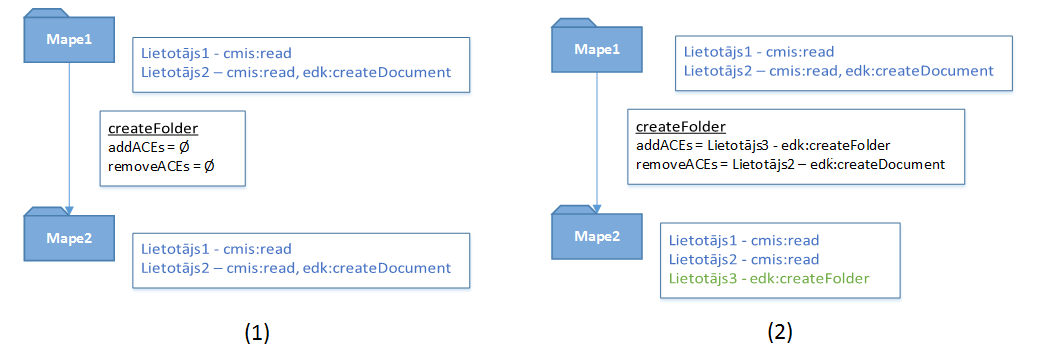 Mape1
Lietotājs1 - cmis:read
Lietotājs2 – cmis:read, edk:createDocument
createFolder
addACEs = Ø
removeACEs = Ø
Mape2
Lietotājs1 - cmis:read
Lietotājs2 – cmis:read, edk:createDocument
(1)
Mape1
Lietotājs1 - cmis:read
Lietotājs2 – cmis:read, edk:createDocument
createFolder
addACEs = Lietotājs3 - edk:createFolder
removeACEs = Lietotājs2 – edk:createDocument
Mape2
Lietotājs1 - cmis:read
Lietotājs2 - cmis:read
Lietotājs3 - edk:createFolder
(2)